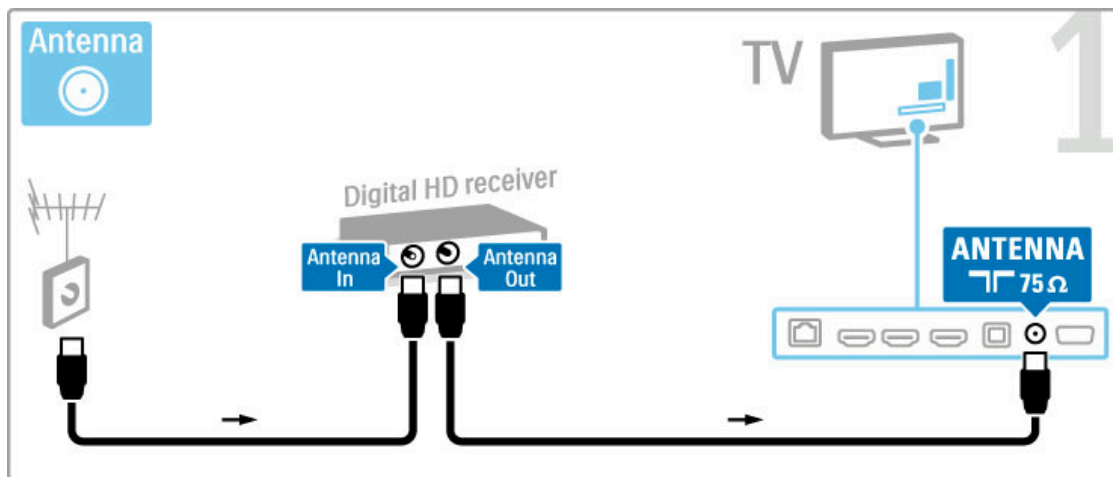 Antenna
TV
1
Digital HD receiver
Antenna
In
Antenna
Out
ANTENNA
75 Ω